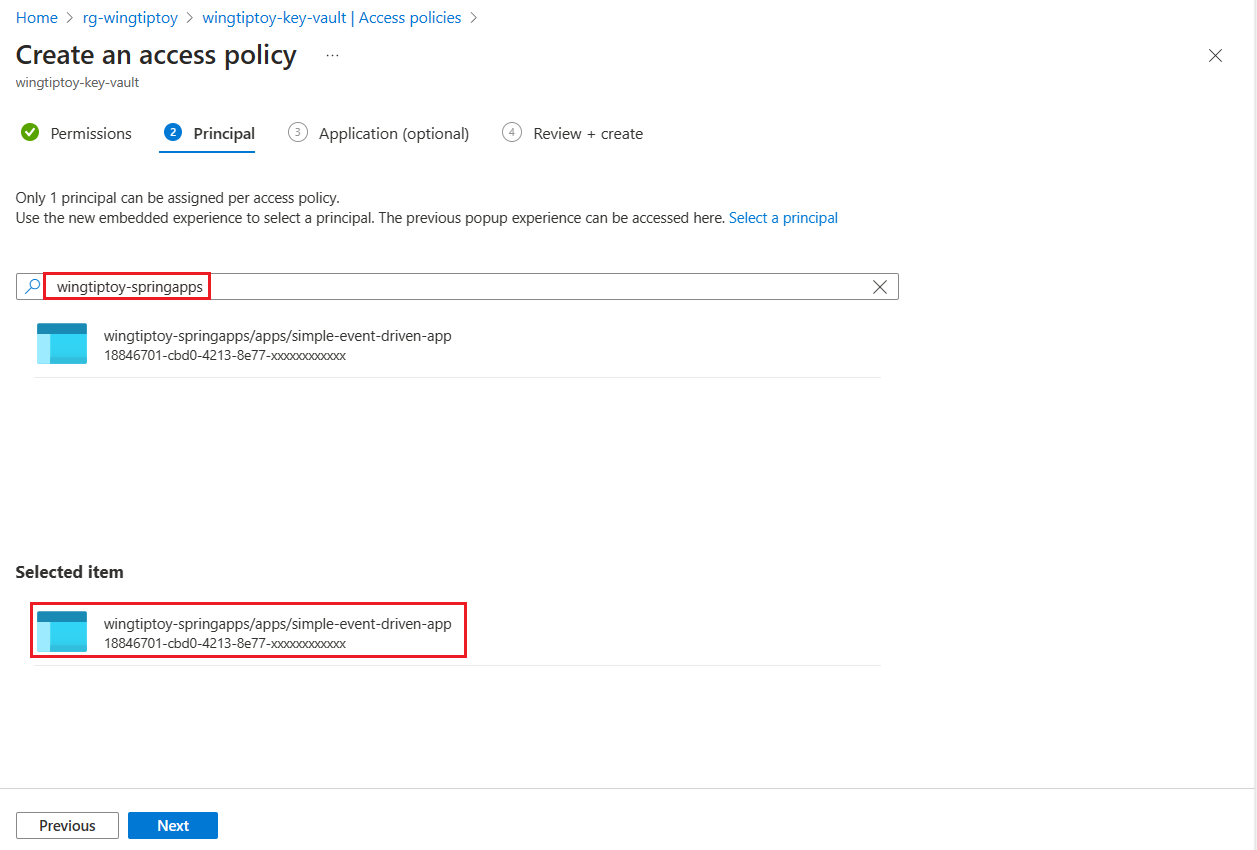 Home > rg-wingtiptoy > wingtiptoy-key-vault | Access policies >
Create an access policy ...
wingtiptoy-key-vault
Permissions 2 Principal 3 Application (optional) 4 Review + create
Only 1 principal can be assigned per access policy.
Use the new embedded experience to select a principal. The previous popup experience can be accessed here. Select a principal
wingtiptoy-springapps
wingtiptoy-springapps/apps/simple-event-driven-app
18846701-cbd0-4213-8e77-xxxxxxxxxxxx
Selected item
wingtiptoy-springapps/apps/simple-event-driven-app
18846701-cbd0-4213-8e77-xxxxxxxxxxxx
Previous Next